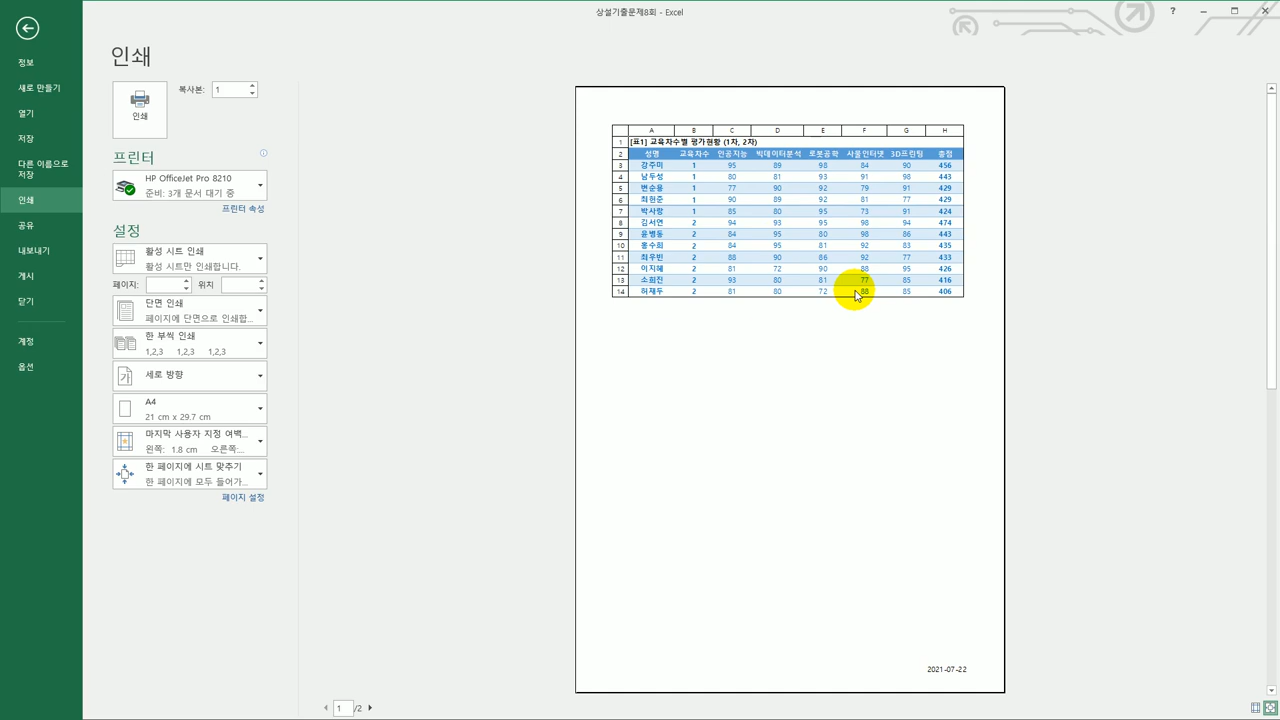 상설기출문제8회 - Excel
?
정보
새로 만들기
열기
저장
다른 이름으로
저장
인쇄
공유
내보내기
게시
닫기
계정
옵션
인쇄
인쇄
복사본: 1
프린터
HP OfficeJet Pro 8210
준비: 3개 문서 대기 중
프린터 속성
설정
활성 시트 인쇄
활성 시트만 인쇄합니다.
페이지: 위치
단면 인쇄
페이지에 단면으로 인쇄합...
한 부씩 인쇄
1,2,3 1,2,3 1,2,3
세로 방향
A4
21 cm x 29.7 cm
마지막 사용자 지정 여백...
왼쪽: 1.8 cm 오른쪽:...
한 페이지에 시트 맞추기
한 페이지에 모두 들어가...
페이지 설정
A B C D E F G H
1 [표1] 교육차수별 평가현황 (1차, 2차)
2 성명 교육차수 인공지능 빅데이터분석 로봇공학 사물인터넷 3D프린팅 총점
3 강주미 1 95 89 98 84 90 456
4 남두성 1 80 81 93 91 98 443
5 변순용 1 77 90 92 79 91 429
6 최현준 1 90 89 92 81 77 429
7 박사랑 1 85 80 95 73 91 424
8 김서연 2 94 93 95 98 94 474
9 윤병동 2 84 95 80 98 86 443
10 홍수희 2 84 95 81 92 83 435
11 최우빈 2 88 90 86 92 77 433
12 이지혜 2 81 72 90 88 95 426
13 소희진 2 93 80 81 77 85 416
14 허재두 2 81 80 72 88 85 406
2021-07-22
1 /2